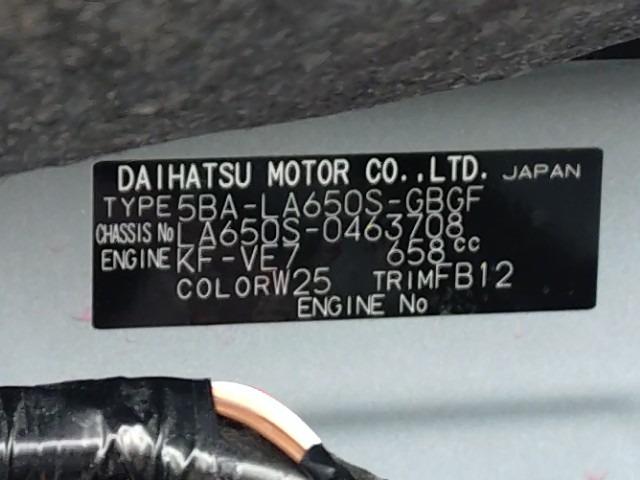 DAIHATSU MOTOR CO.,LTD. JAPAN
TYPE 5BA-LA650S-GBGF
CHASSIS No LA650S-0463708
ENGINE KF-VE7 658cc
COLOR W25 TRIM FB12
ENGINE No